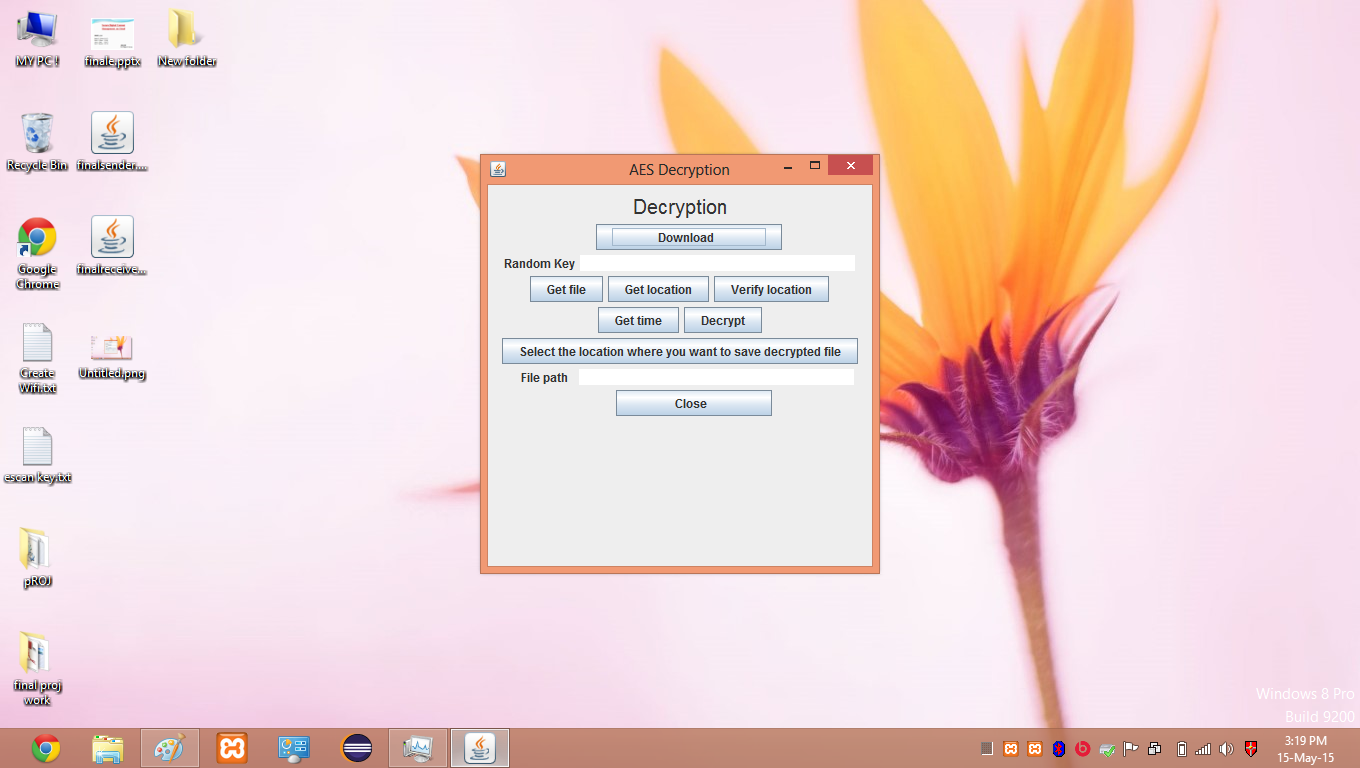 MY PC !
finale.pptx
New folder
Recycle Bin
finalsender....
Google
Chrome
finalreceive...
Create
Wifi.txt
Untitled.png
escan key.txt
pROJ
final proj
work
AES Decryption
Decryption
Download
Random Key
Get file
Get location
Verify location
Get time
Decrypt
Select the location where you want to save decrypted file
File path
Close
Windows 8 Pro
Build 9200
3:19 PM
15-May-15